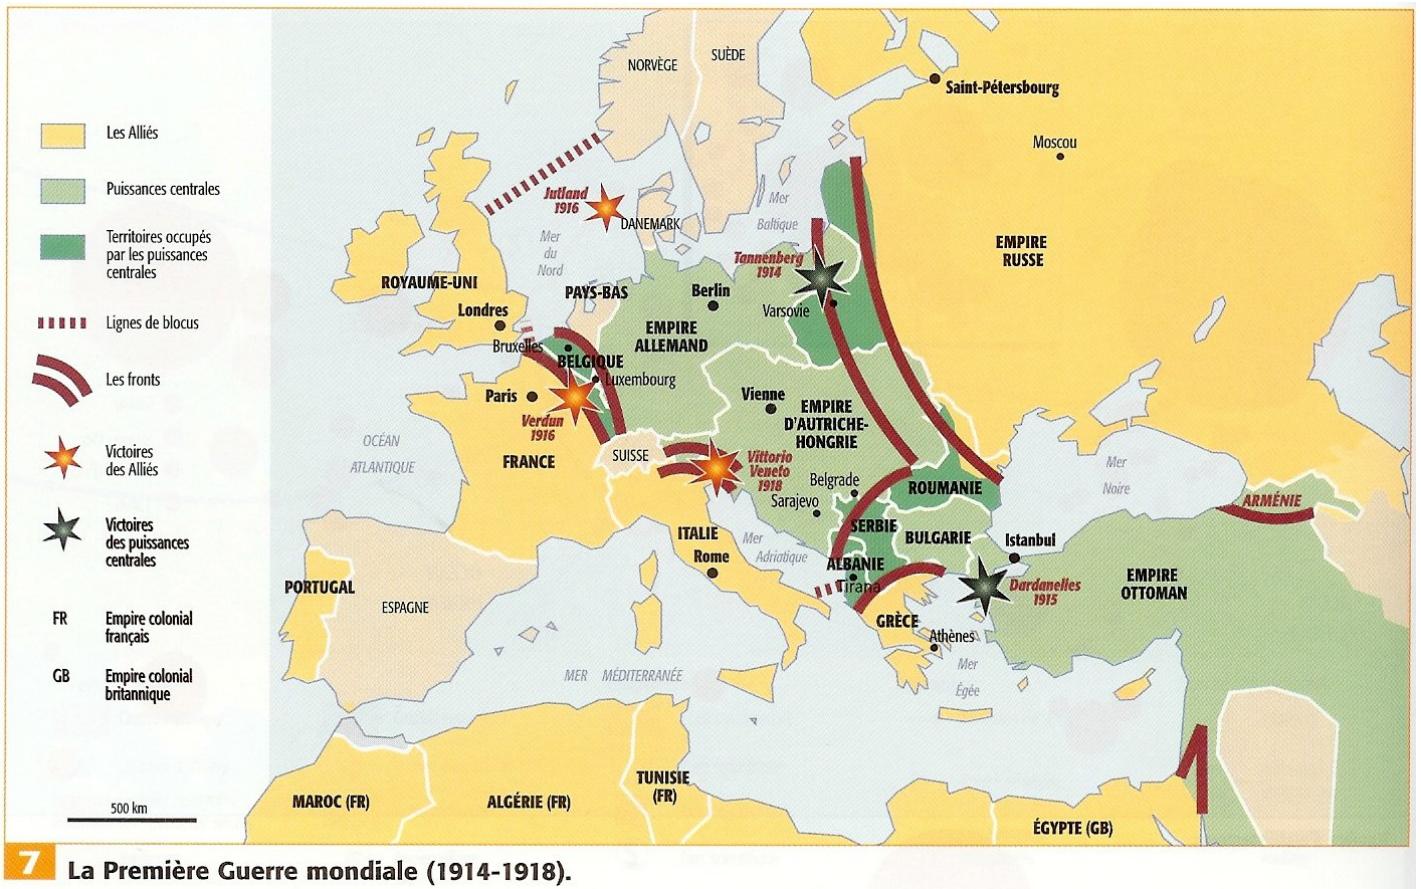 Les Alliés
Puissances centrales
Territoires occupés
par les puissances
centrales
Lignes de blocus
Les fronts
Victoires
des Alliés
Victoires
des puissances
centrales
FR
Empire colonial
français
GB
Empire colonial
britannique
500 km
NORVÈGE
SUÈDE
Saint-Pétersbourg
Moscou
Jutland
1916
DANEMARK
Mer
Baltique
Mer
du
Nord
EMPIRE
RUSSE
Tannenberg
1914
ROYAUME-UNI
Londres
PAYS-BAS
Berlin
Varsovie
EMPIRE
ALLEMAND
Bruxelles
BELGIQUE
Luxembourg
Paris
Verdun
1916
Vienne
EMPIRE
D'AUTRICHE-
HONGRIE
OCÉAN
ATLANTIQUE
FRANCE
SUISSE
Vittorio
Veneto
1918
Belgrade
Sarajevo
ROUMANIE
Mer
Noire
ARMÉNIE
SERBIE
BULGARIE
Istanbul
ITALIE
Rome
Mer
Adriatique
ALBANIE
Tirana
Dardanelles
1915
EMPIRE
OTTOMAN
PORTUGAL
ESPAGNE
GRÈCE
Athènes
Mer
Égée
MER MÉDITERRANÉE
MAROC (FR)
ALGÉRIE (FR)
TUNISIE
(FR)
ÉGYPTE (GB)
7 La Première Guerre mondiale (1914-1918).